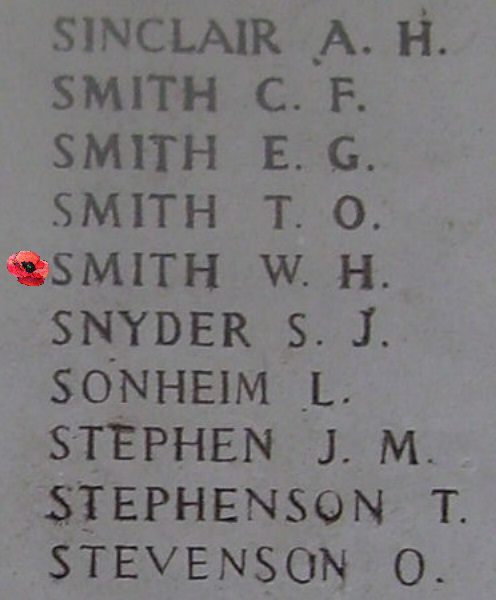 SINCLAIR A. H.
SMITH C. F.
SMITH E. G.
SMITH T. O.
SMITH W. H.
SNYDER S. J.
SONHEIM L.
STEPHEN J. M.
STEPHENSON T.
STEVENSON O.